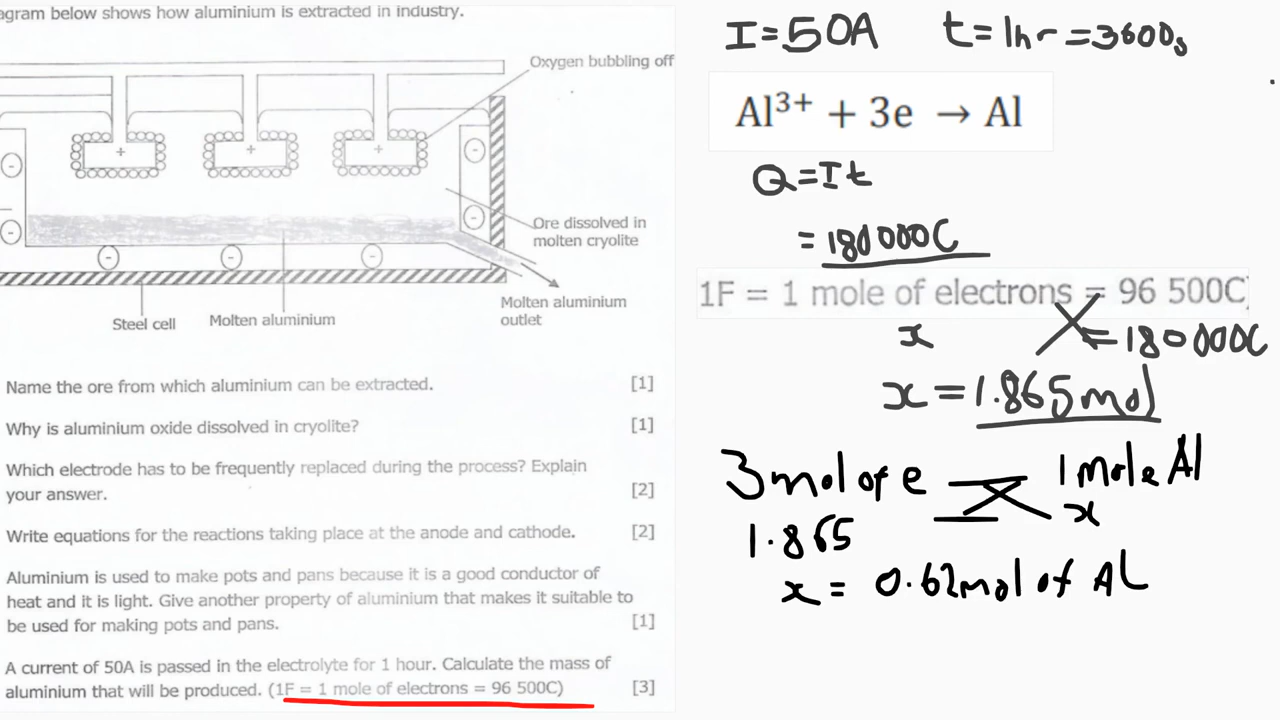 agram below shows how aluminium is extracted in industry.
Oxygen bubbling off
+ + +
- -
- -
- - -
Ore dissolved in
molten cryolite
Molten aluminium
outlet
Steel cell
Molten aluminium
Name the ore from which aluminium can be extracted. [1]
Why is aluminium oxide dissolved in cryolite? [1]
Which electrode has to be frequently replaced during the process? Explain
your answer. [2]
Write equations for the reactions taking place at the anode and cathode. [2]
Aluminium is used to make pots and pans because it is a good conductor of
heat and it is light. Give another property of aluminium that makes it suitable to
be used for making pots and pans. [1]
A current of 50A is passed in the electrolyte for 1 hour. Calculate the mass of
aluminium that will be produced. (1F = 1 mole of electrons = 96 500C) [3]
I=50A t=1hr=3600s
Al³⁺ + 3e → Al
Q=It
= 180000C
1F = 1 mole of electrons = 96 500C)
x = 180000C
x = 1.865mol
3mol of e 1 mole Al
1.865 x
x = 0.62mol of Al